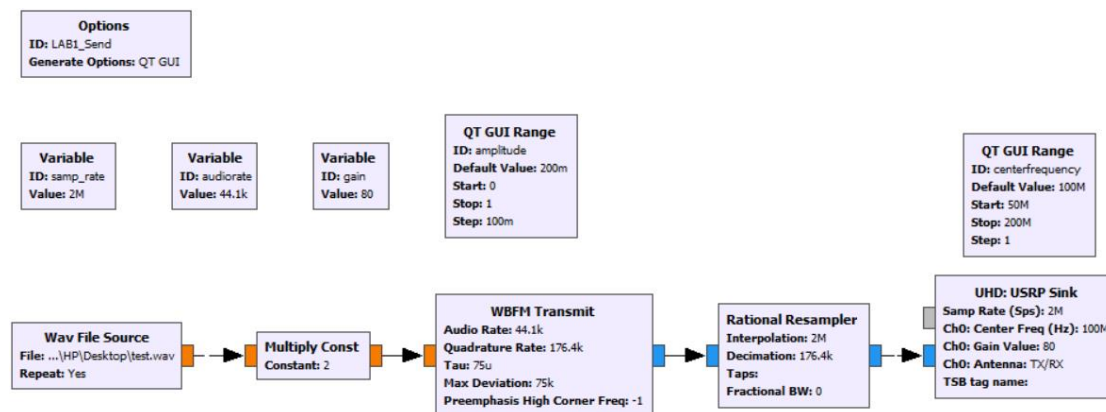 Options
ID: LAB1_Send
Generate Options: QT GUI
Variable
ID: samp_rate
Value: 2M
Variable
ID: audiorate
Value: 44.1k
Variable
ID: gain
Value: 80
QT GUI Range
ID: amplitude
Default Value: 200m
Start: 0
Stop: 1
Step: 100m
QT GUI Range
ID: centerfrequency
Default Value: 100M
Start: 50M
Stop: 200M
Step: 1
Wav File Source
File: ...\HP\Desktop\test.wav
Repeat: Yes
Multiply Const
Constant: 2
WBFM Transmit
Audio Rate: 44.1k
Quadrature Rate: 176.4k
Tau: 75u
Max Deviation: 75k
Preemphasis High Corner Freq: -1
Rational Resampler
Interpolation: 2M
Decimation: 176.4k
Taps:
Fractional BW: 0
UHD: USRP Sink
Samp Rate (Sps): 2M
Ch0: Center Freq (Hz): 100M
Ch0: Gain Value: 80
Ch0: Antenna: TX/RX
TSB tag name: